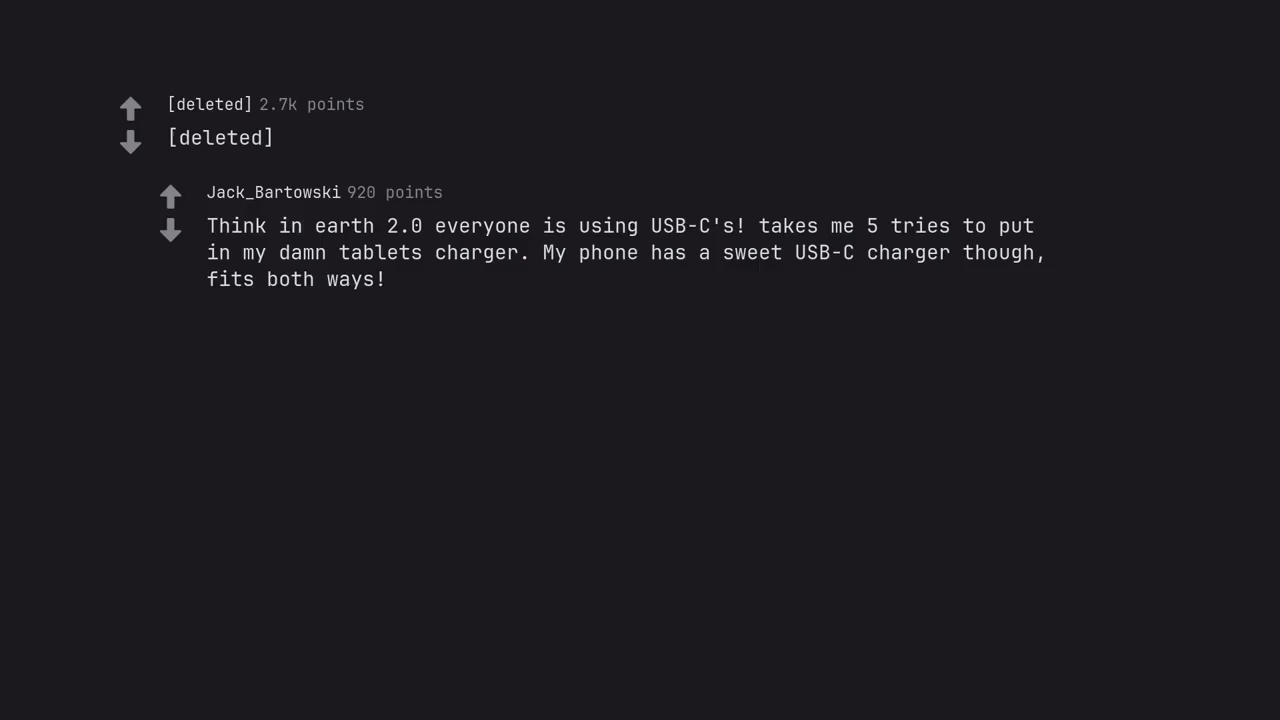 [deleted] 2.7k points
[deleted]
Jack_Bartowski 920 points
Think in earth 2.0 everyone is using USB-C's! takes me 5 tries to put
in my damn tablets charger. My phone has a sweet USB-C charger though,
fits both ways!